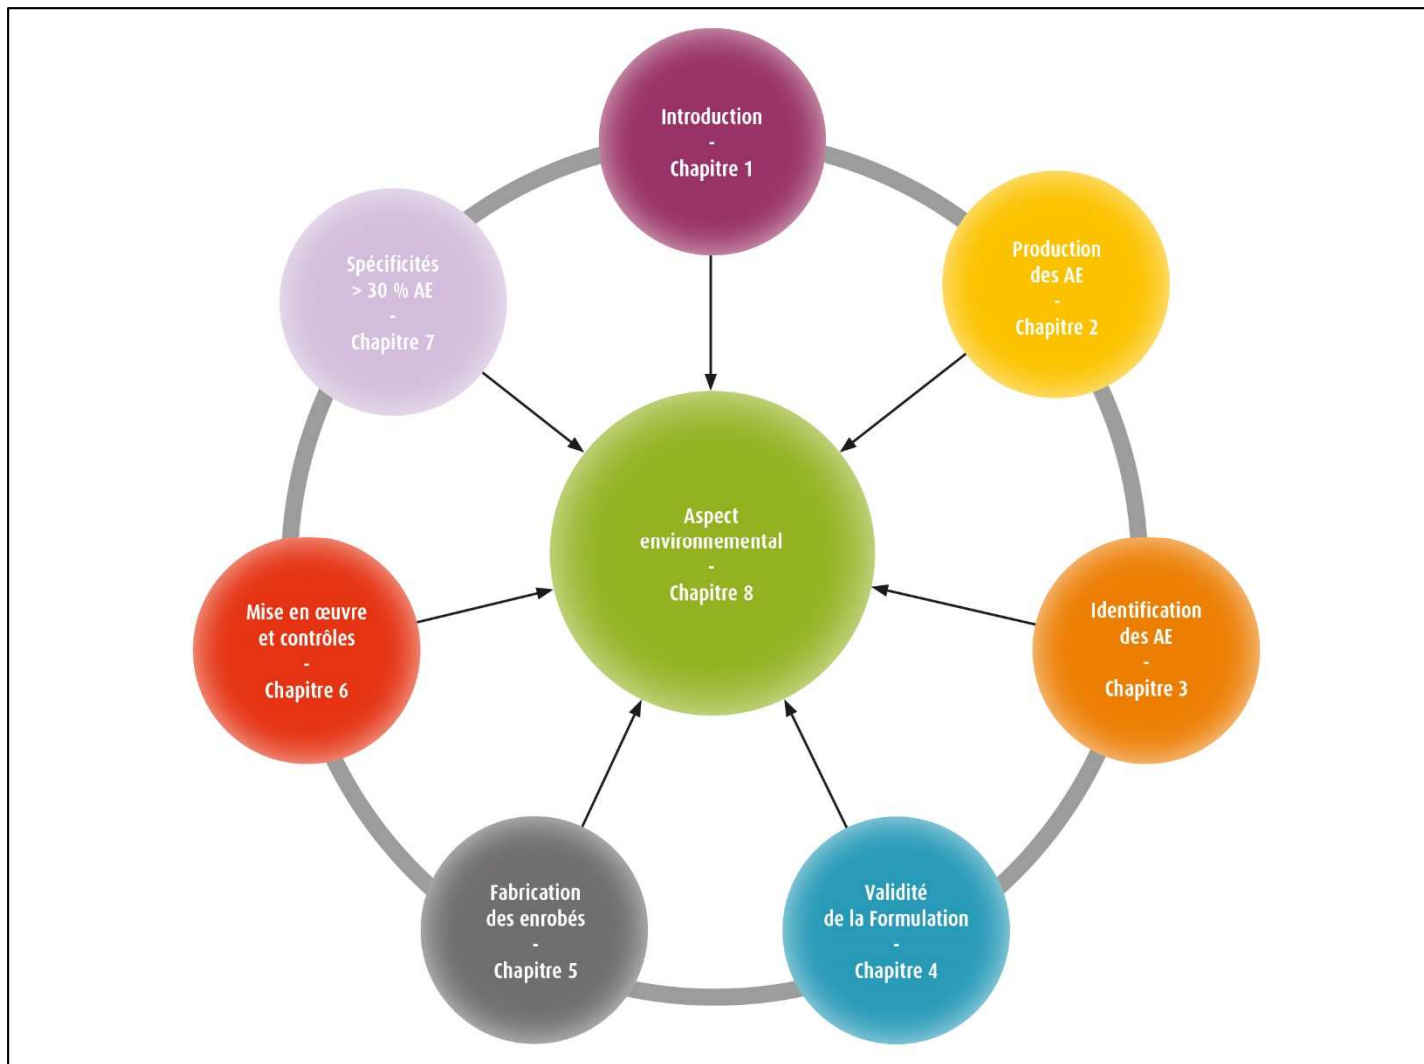 Introduction
-
Chapitre 1
Production
des AE
-
Chapitre 2
Identification
des AE
-
Chapitre 3
Validité
de la Formulation
-
Chapitre 4
Fabrication
des enrobés
-
Chapitre 5
Mise en œuvre
et contrôles
-
Chapitre 6
Spécificités
> 30 % AE
-
Chapitre 7
Aspect
environnemental
-
Chapitre 8